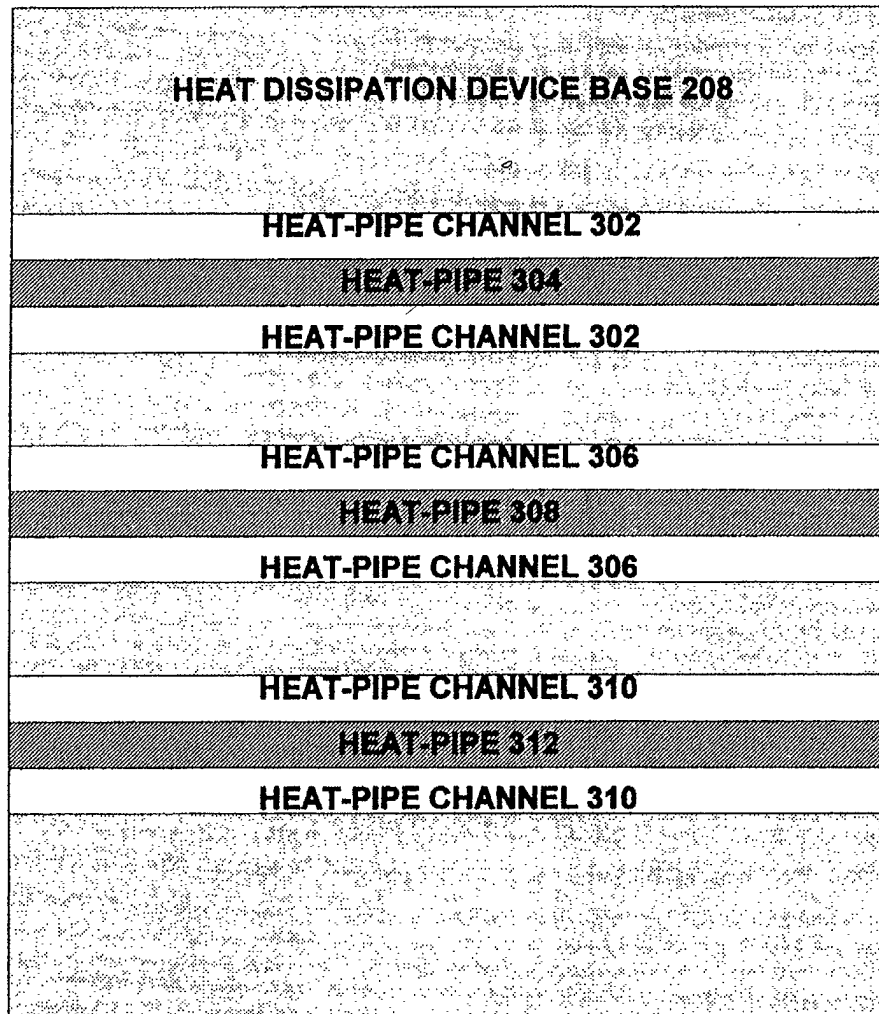 HEAT DISSIPATION DEVICE BASE 208
HEAT-PIPE CHANNEL 302
HEAT-PIPE 304
HEAT-PIPE CHANNEL 302
HEAT-PIPE CHANNEL 306
HEAT-PIPE 308
HEAT-PIPE CHANNEL 306
HEAT-PIPE CHANNEL 310
HEAT-PIPE 312
HEAT-PIPE CHANNEL 310